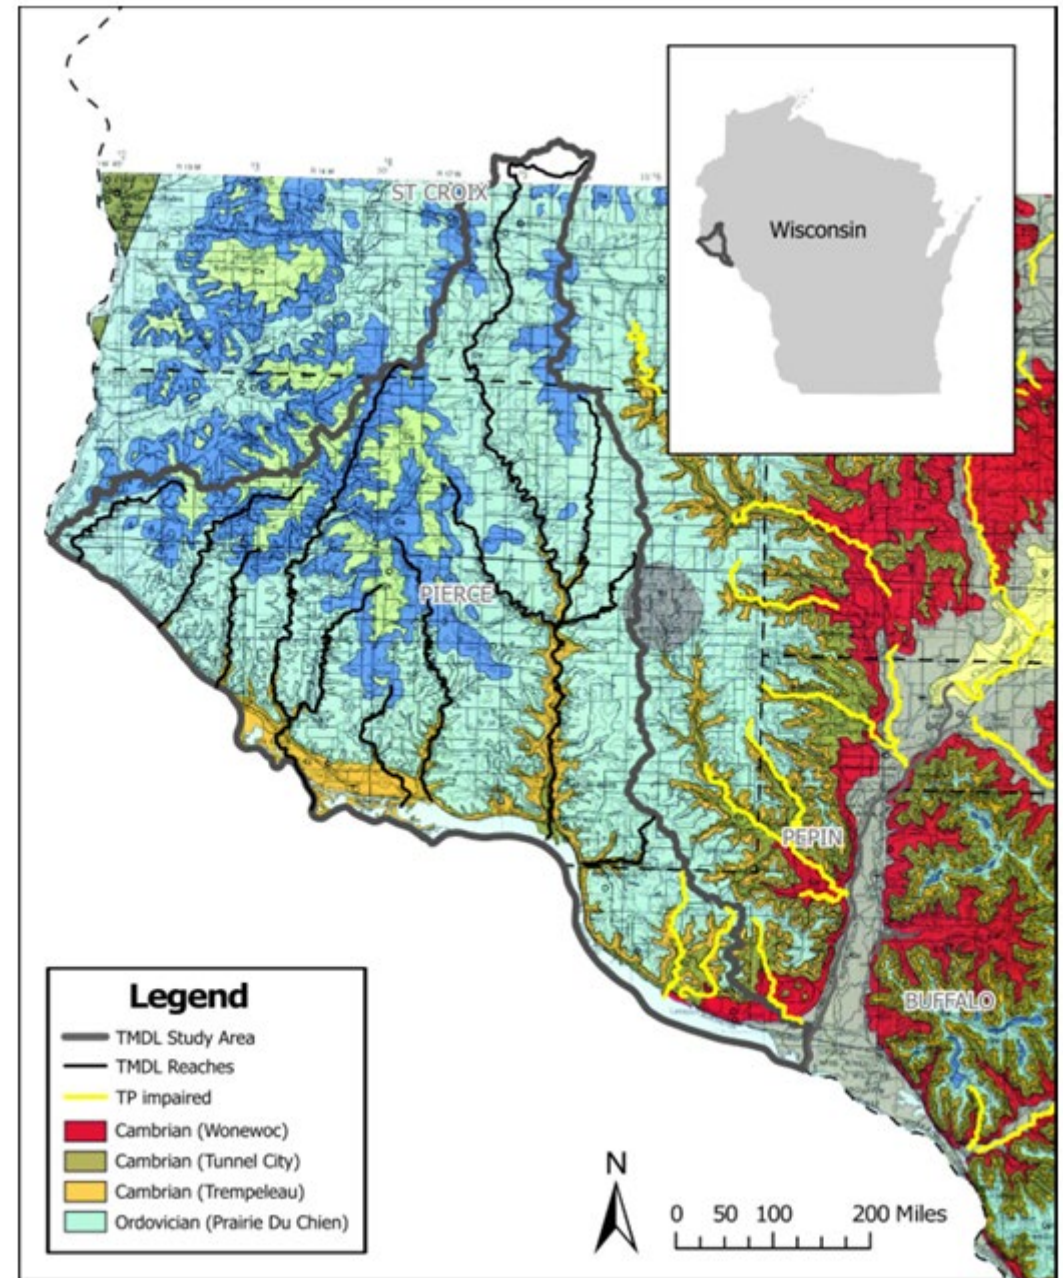 ST CROIX
Wisconsin
PIERCE
PEPIN
BUFFALO
Legend
TMDL Study Area
TMDL Reaches
TP impaired
Cambrian (Wonewoc)
Cambrian (Tunnel City)
Cambrian (Trempeleau)
Ordovician (Prairie Du Chien)
N
0 50 100 200 Miles